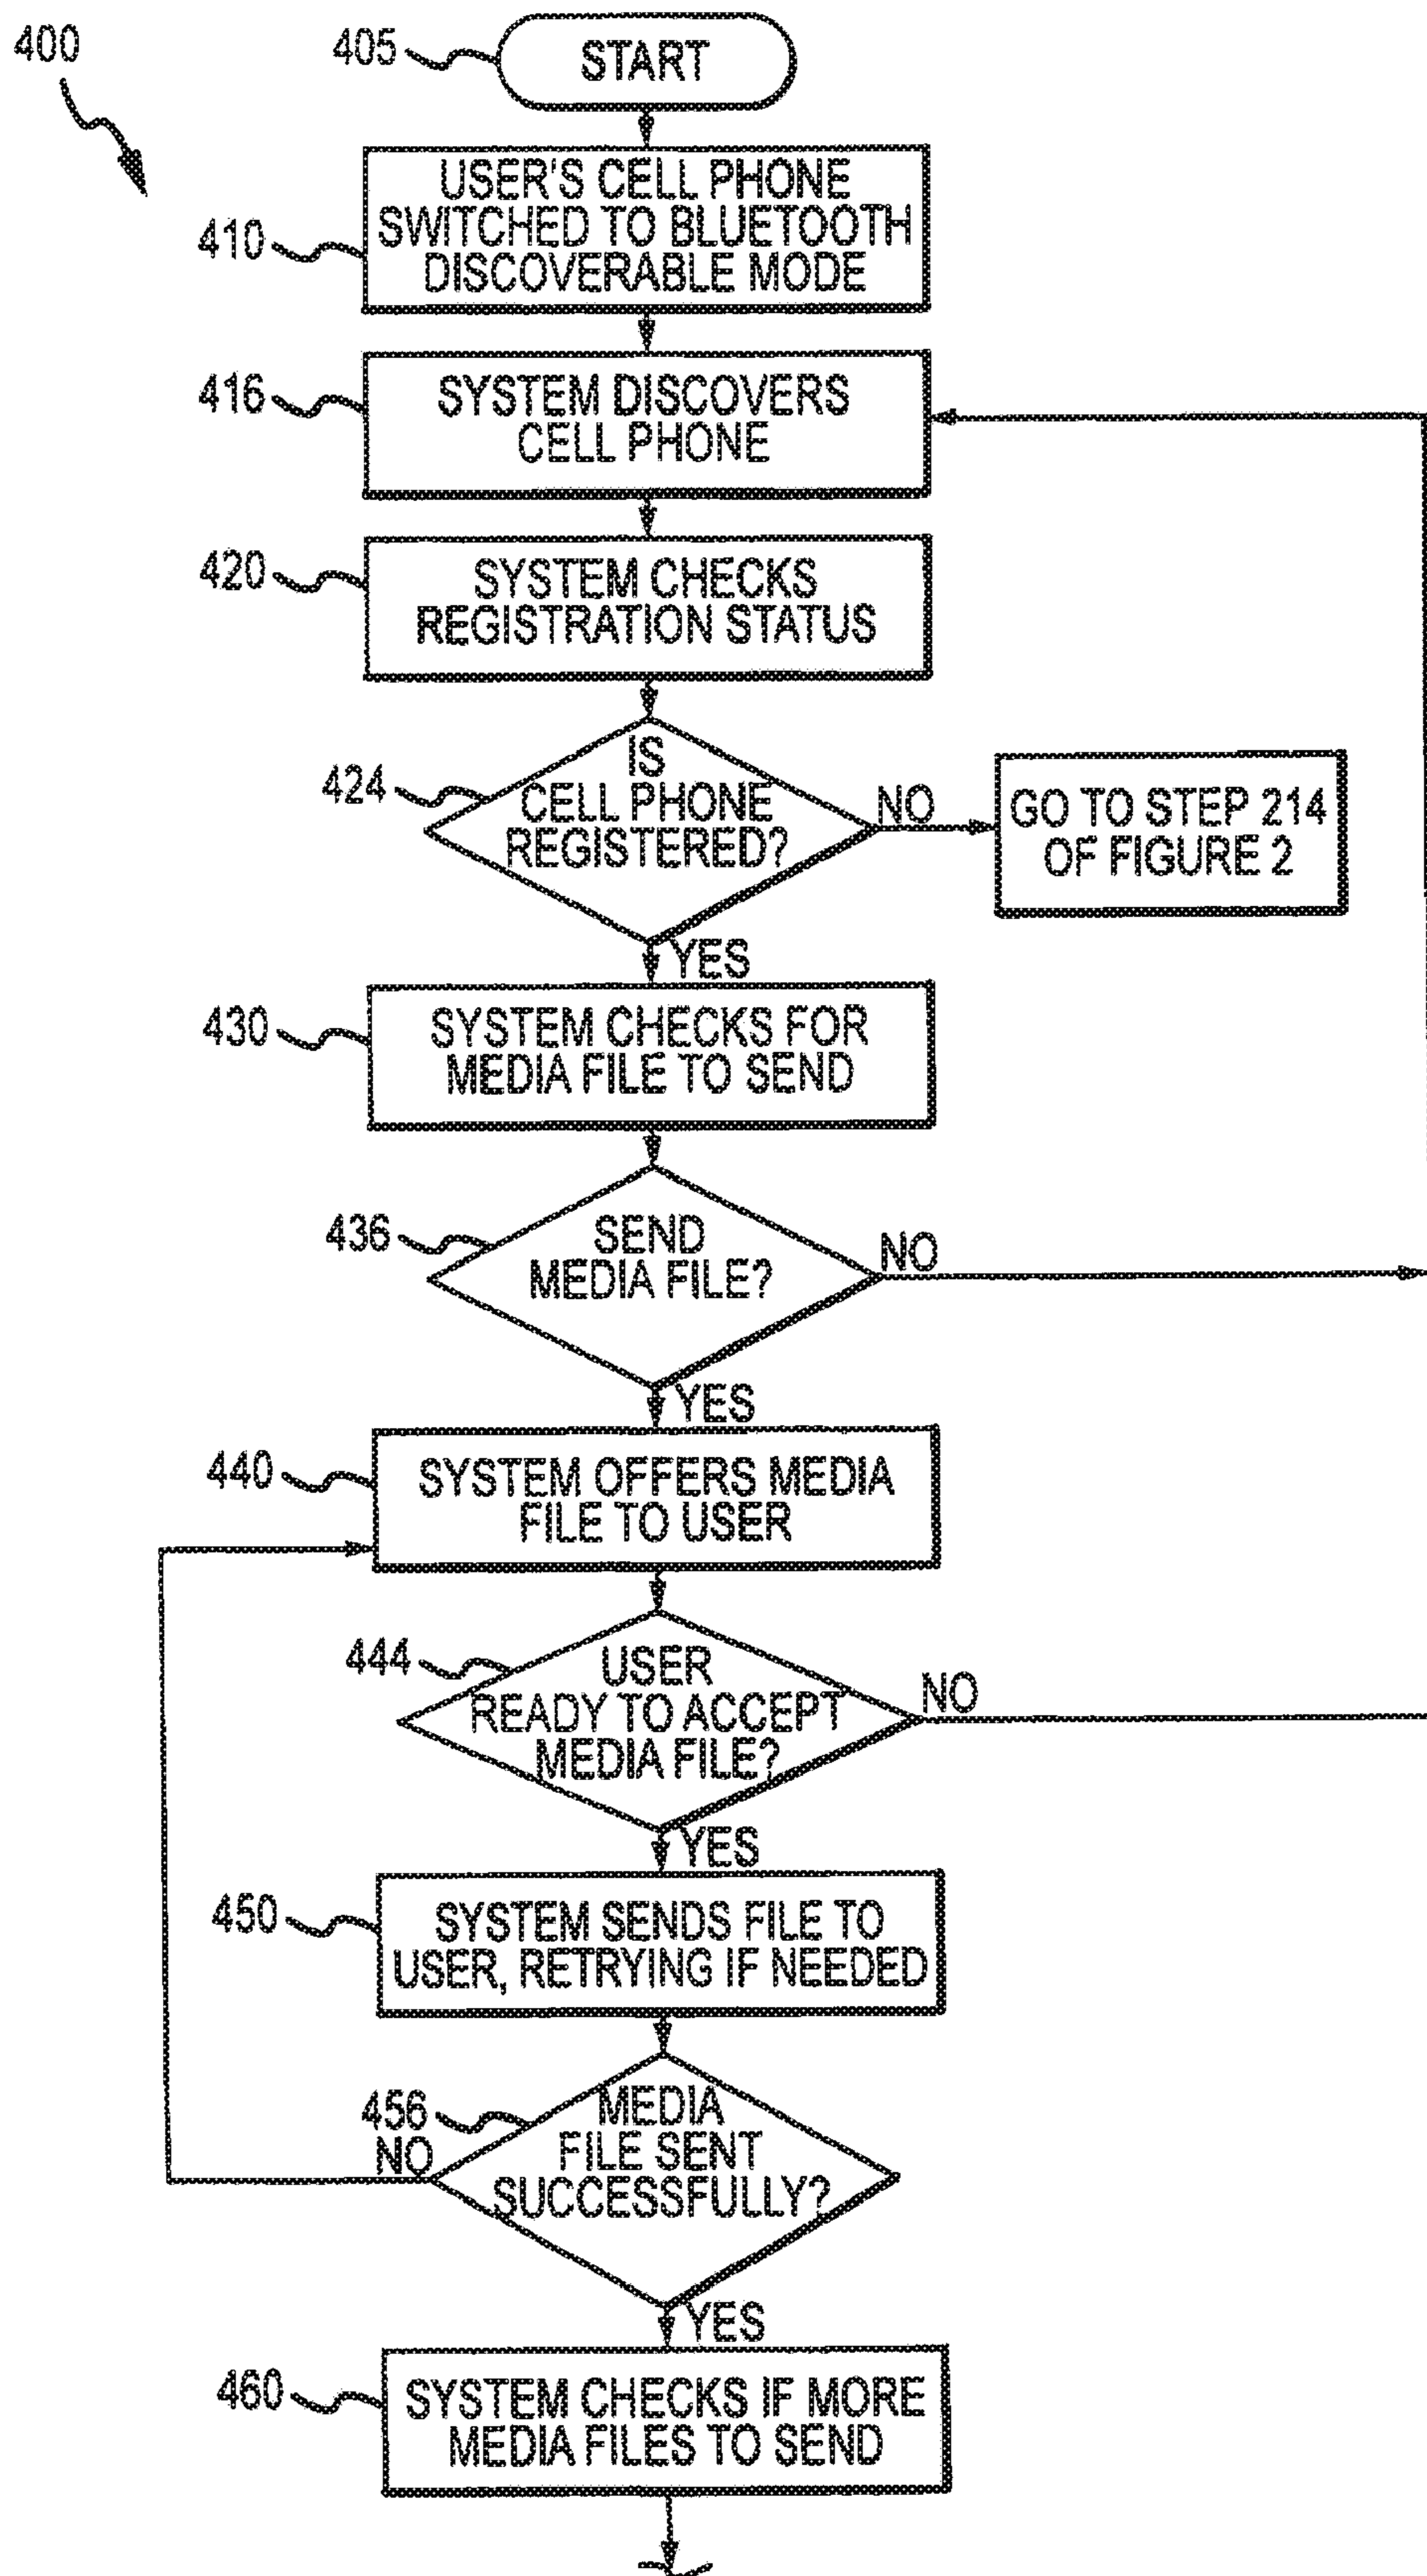 400
405
START
USER'S CELL PHONE
SWITCHED TO BLUETOOTH
DISCOVERABLE MODE
410
SYSTEM DISCOVERS
CELL PHONE
416
SYSTEM CHECKS
REGISTRATION STATUS
420
IS
CELL PHONE
REGISTERED?
424
NO
GO TO STEP 214
OF FIGURE 2
YES
SYSTEM CHECKS FOR
MEDIA FILE TO SEND
430
SEND
MEDIA FILE?
436
NO
YES
SYSTEM OFFERS MEDIA
FILE TO USER
440
USER
READY TO ACCEPT
MEDIA FILE?
444
NO
YES
SYSTEM SENDS FILE TO
USER, RETRYING IF NEEDED
450
MEDIA
FILE SENT
SUCCESSFULLY?
456
NO
YES
SYSTEM CHECKS IF MORE
MEDIA FILES TO SEND
460